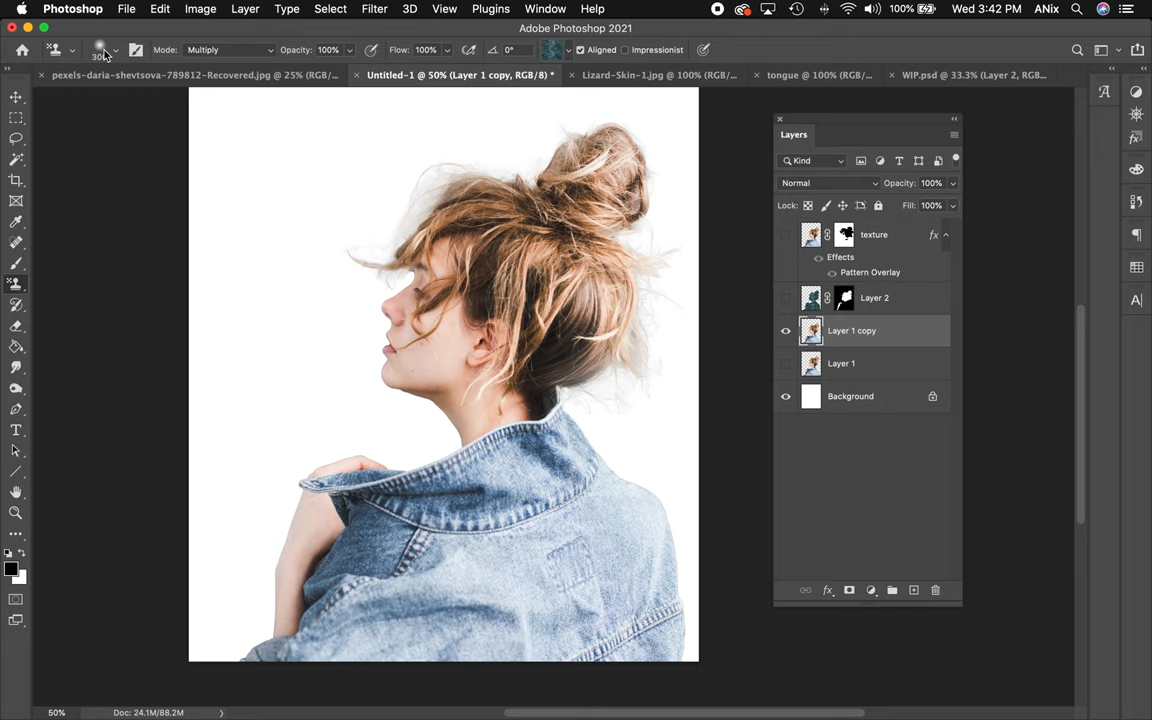 Photoshop File Edit Image Layer Type Select Filter 3D View Plugins Window Help 100% Wed 3:42 PM ANix
Adobe Photoshop 2021
Mode: Multiply Opacity: 100% Flow: 100% 0° Aligned Impressionist
pexels-daria-shevtsova-789812-Recovered.jpg @ 25% (RGB/... Untitled-1 @ 50% (Layer 1 copy, RGB/8) * Lizard-Skin-1.jpg @ 100% (RGB/... tongue @ 100% (RGB/... WIP.psd @ 33.3% (Layer 2, RGB...
Layers
Kind
Normal Opacity: 100%
Lock: Fill: 100%
texture fx
Effects
Pattern Overlay
Layer 2
Layer 1 copy
Layer 1
Background
fx
50% Doc: 24.1M/88.2M